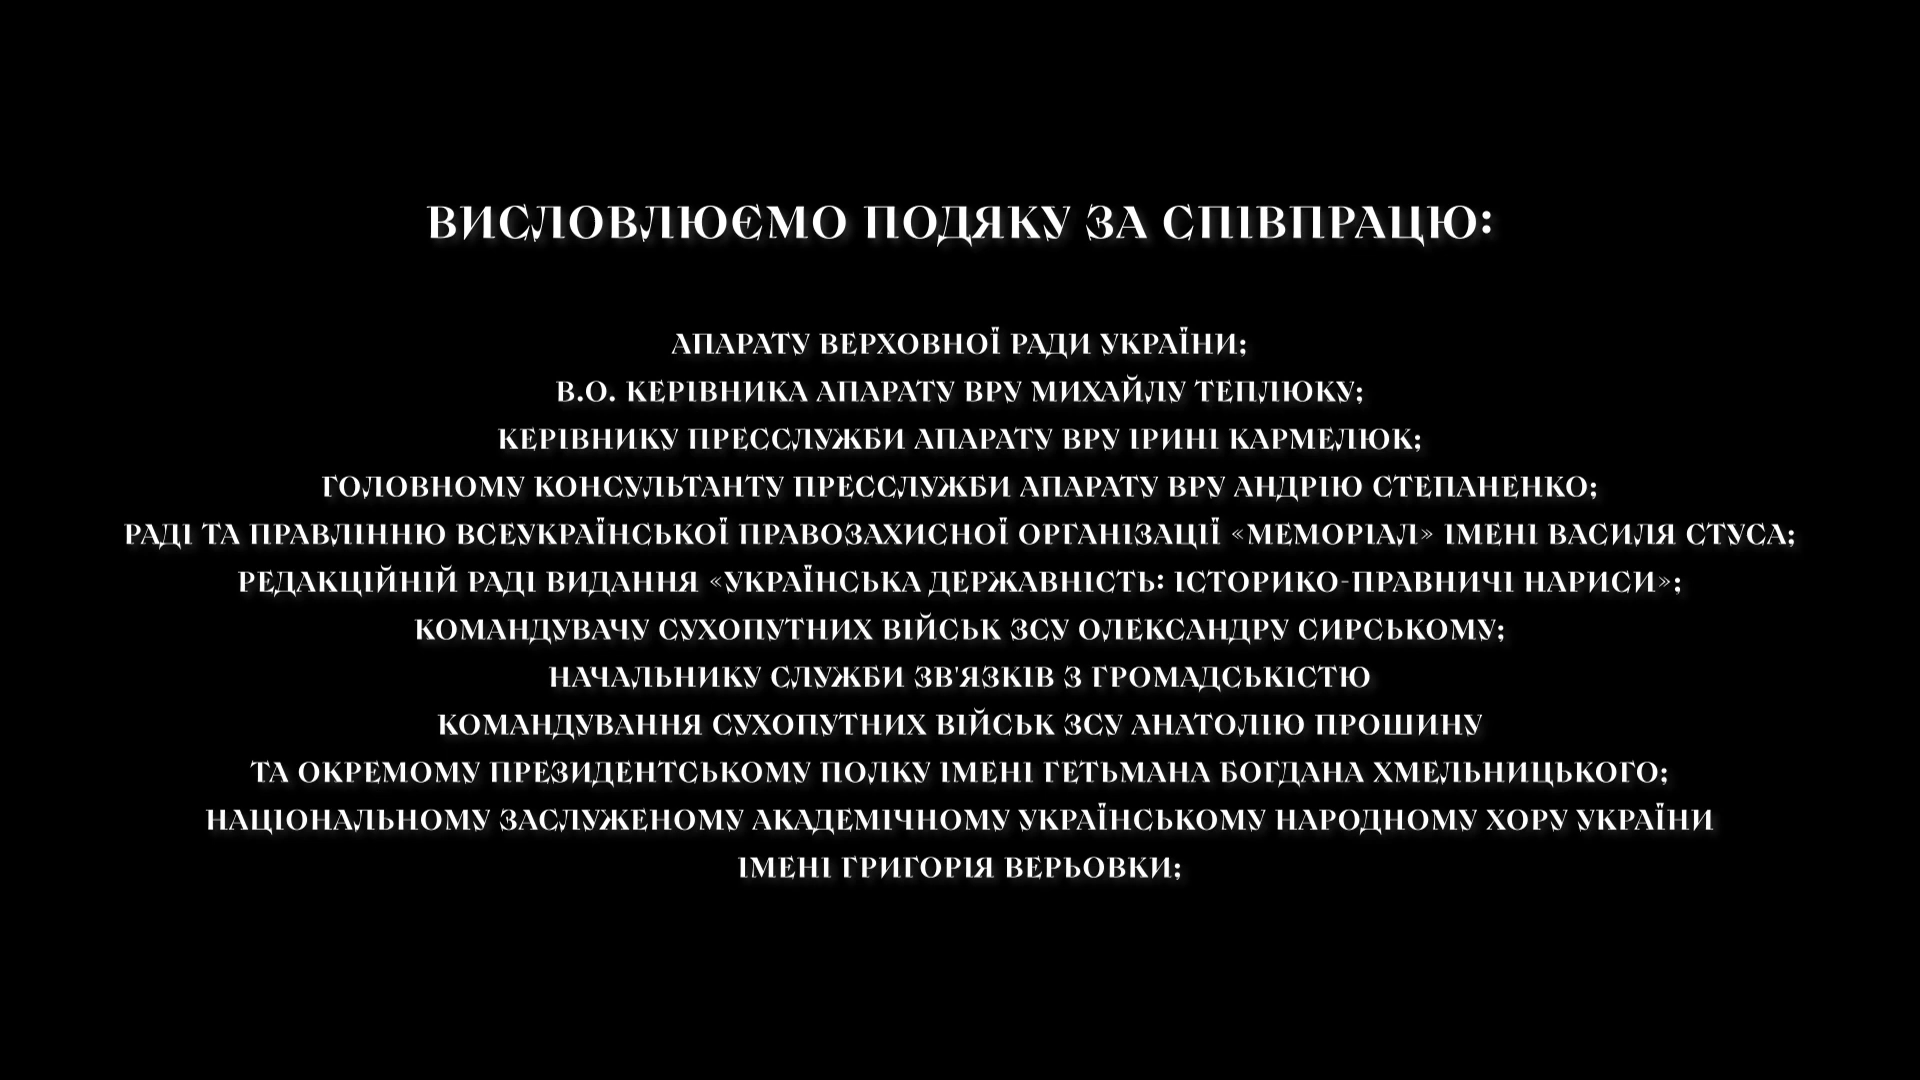 ВИСЛОВЛЮЄМО ПОДЯКУ ЗА СПІВПРАЦЮ:
АПАРАТУ ВЕРХОВНОЇ РАДИ УКРАЇНИ;
В.О. КЕРІВНИКА АПАРАТУ ВРУ МИХАЙЛУ ТЕПЛЮКУ;
КЕРІВНИКУ ПРЕССЛУЖБИ АПАРАТУ ВРУ ІРИНІ КАРМЕЛЮК;
ГОЛОВНОМУ КОНСУЛЬТАНТУ ПРЕССЛУЖБИ АПАРАТУ ВРУ АНДРІЮ СТЕПАНЕНКО;
РАДІ ТА ПРАВЛІННЮ ВСЕУКРАЇНСЬКОЇ ПРАВОЗАХИСНОЇ ОРГАНІЗАЦІЇ «МЕМОРІАЛ» ІМЕНІ ВАСИЛЯ СТУСА;
РЕДАКЦІЙНІЙ РАДІ ВИДАННЯ «УКРАЇНСЬКА ДЕРЖАВНІСТЬ: ІСТОРИКО-ПРАВНИЧІ НАРИСИ»;
КОМАНДУВАЧУ СУХОПУТНИХ ВІЙСЬК ЗСУ ОЛЕКСАНДРУ СИРСЬКОМУ;
НАЧАЛЬНИКУ СЛУЖБИ ЗВ'ЯЗКІВ З ГРОМАДСЬКІСТЮ
КОМАНДУВАННЯ СУХОПУТНИХ ВІЙСЬК ЗСУ АНАТОЛІЮ ПРОШИНУ
ТА ОКРЕМОМУ ПРЕЗИДЕНТСЬКОМУ ПОЛКУ ІМЕНІ ГЕТЬМАНА БОГДАНА ХМЕЛЬНИЦЬКОГО;
НАЦІОНАЛЬНОМУ ЗАСЛУЖЕНОМУ АКАДЕМІЧНОМУ УКРАЇНСЬКОМУ НАРОДНОМУ ХОРУ УКРАЇНИ
ІМЕНІ ГРИГОРІЯ ВЕРЬОВКИ;